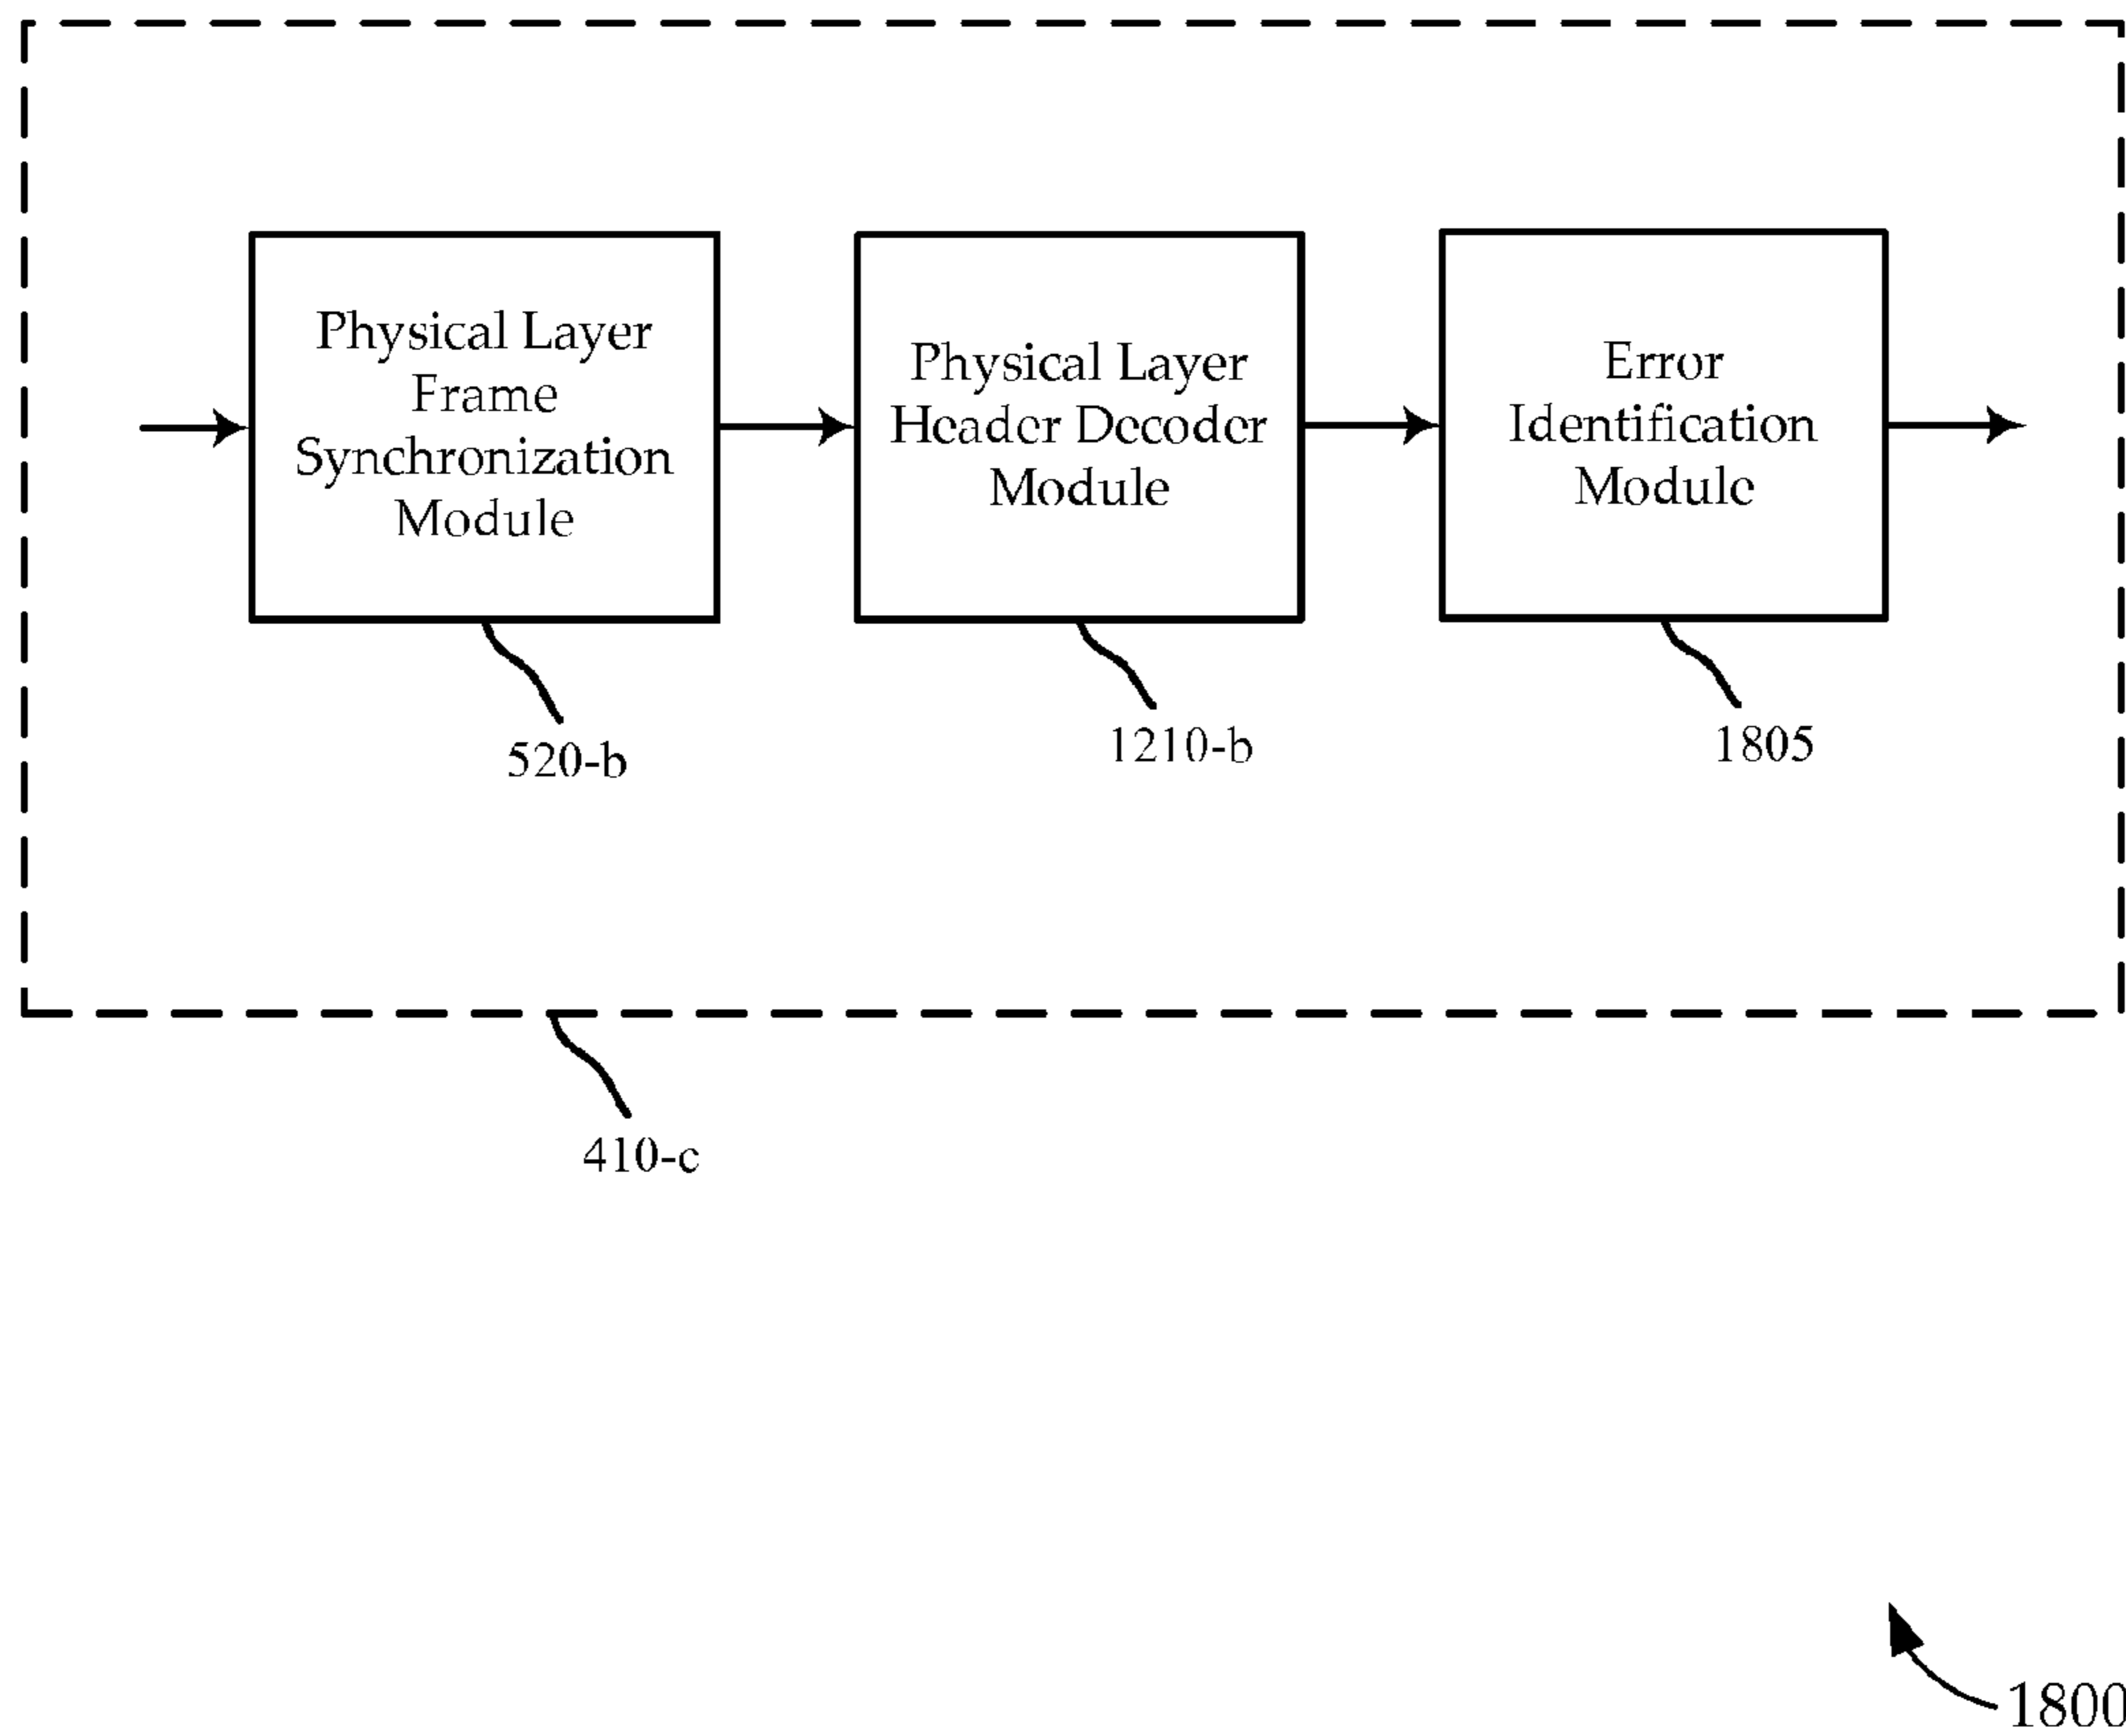 Physical Layer
Frame
Synchronization
Module
Physical Layer
Header Decoder
Module
Error
Identification
Module
520-b
1210-b
1805
410-c
1800